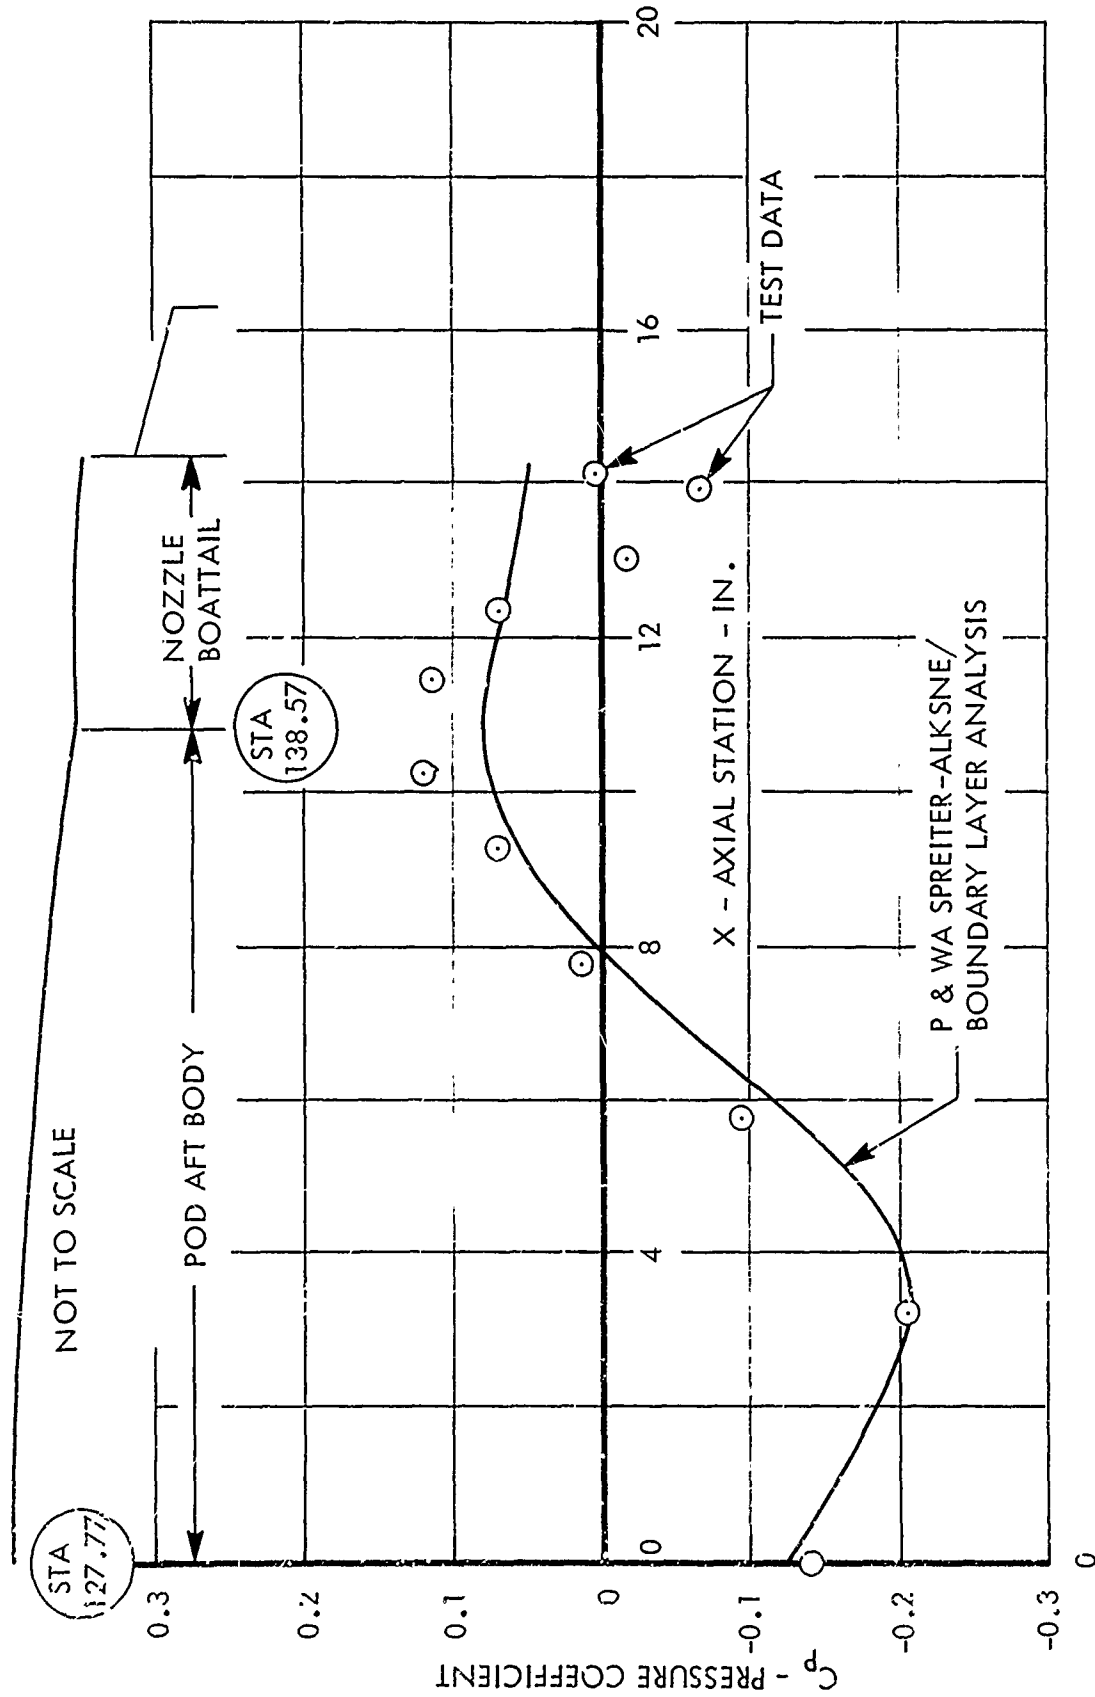 STA
127.77
NOT TO SCALE
POD AFT BODY
NOZZLE
BOATTAIL
STA
138.57
0.3
0.2
0.1
0
-0.1
-0.2
-0.3
Cp - PRESSURE COEFFICIENT
0
4
8
12
16
20
X - AXIAL STATION - IN.
TEST DATA
P & WA SPREITER-ALKSNE/
BOUNDARY LAYER ANALYSIS
0